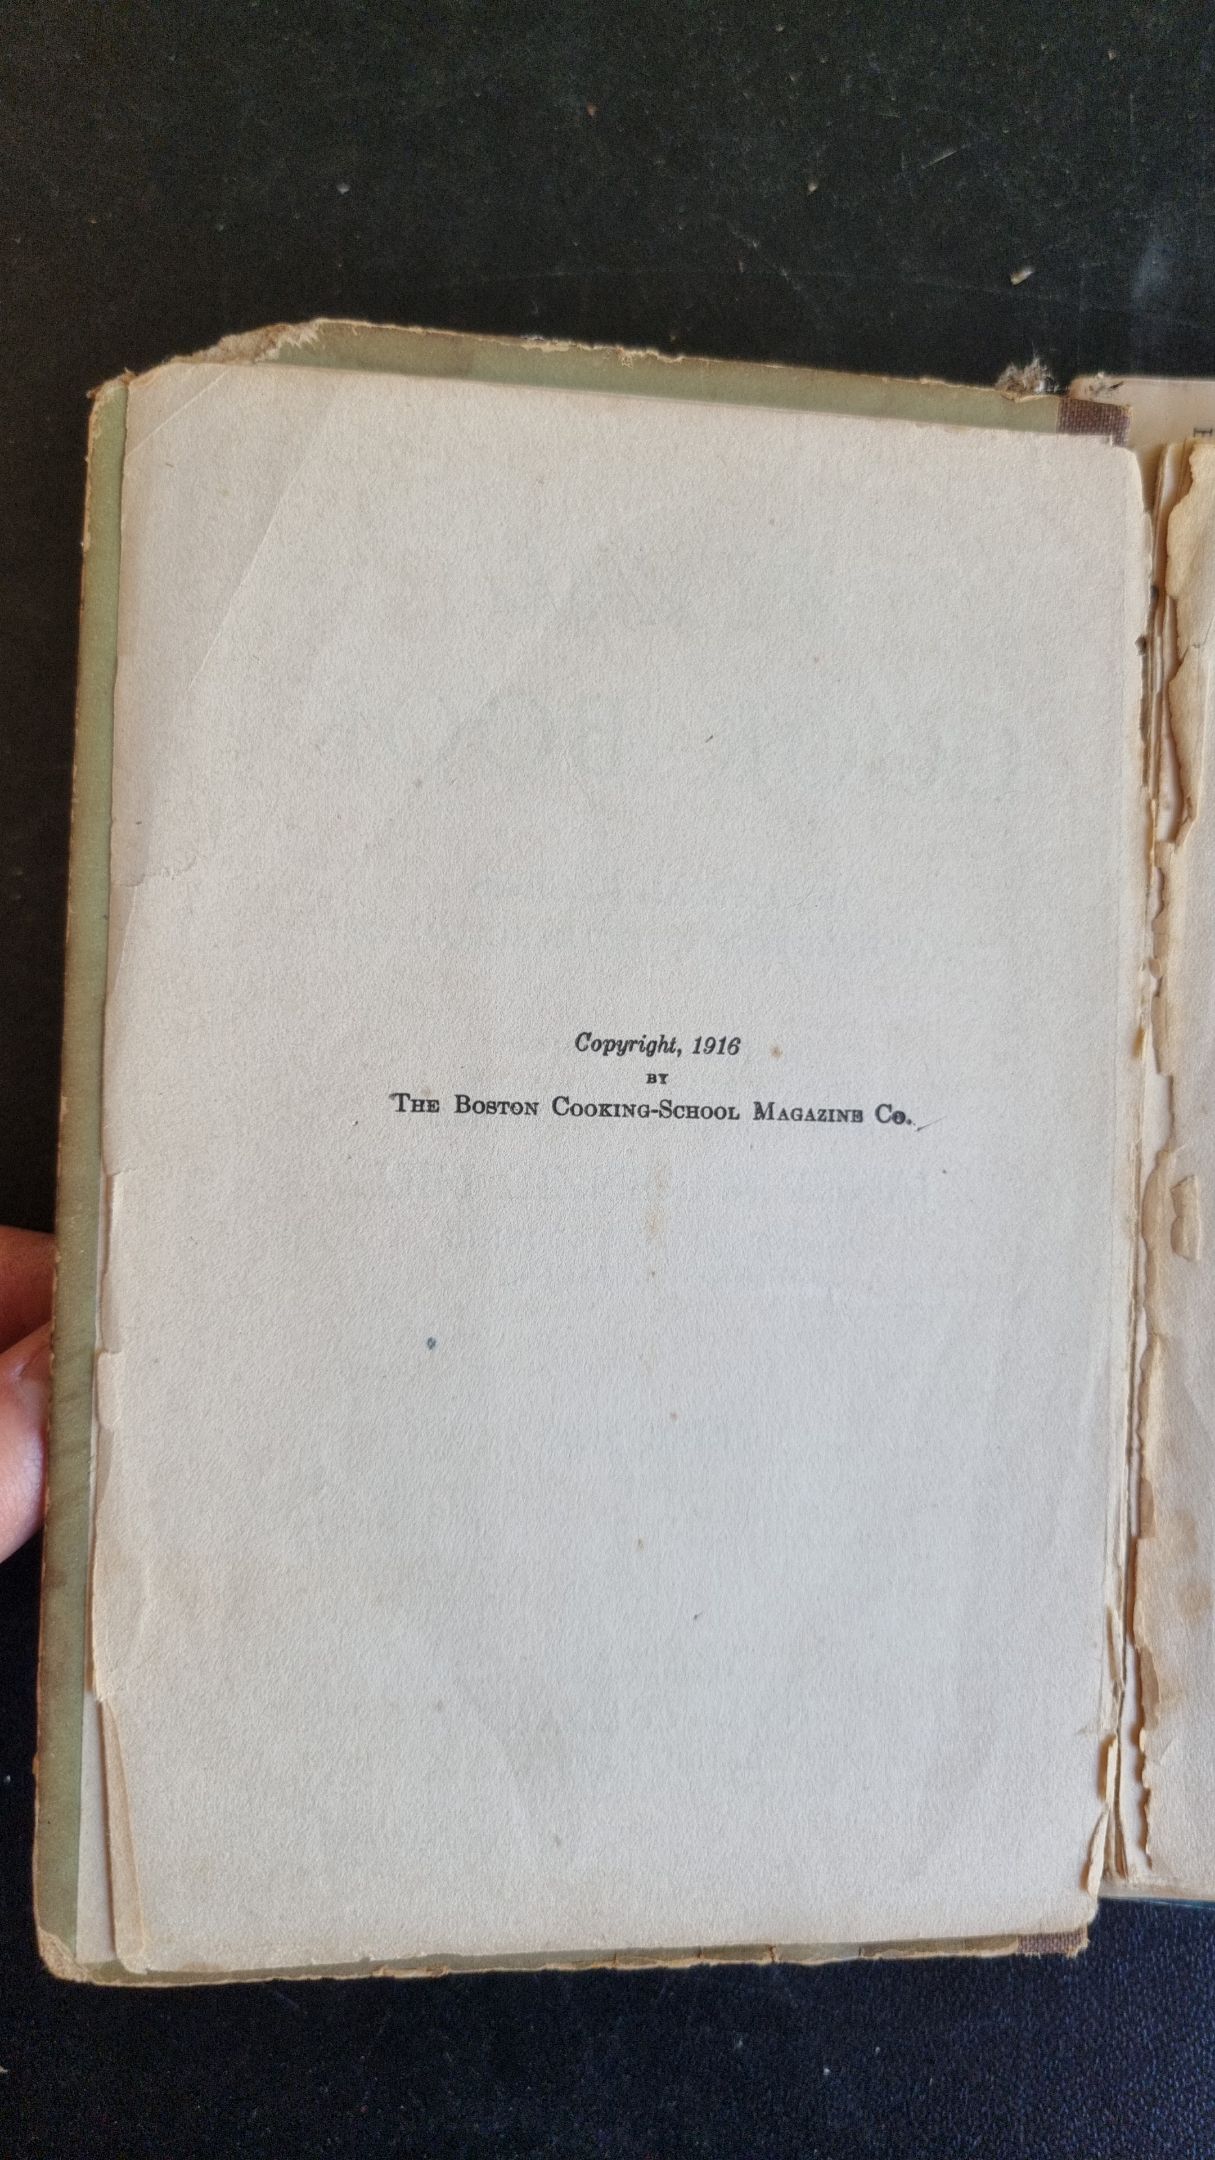 Copyright, 1916
BY
THE BOSTON COOKING-SCHOOL MAGAZINE CO.